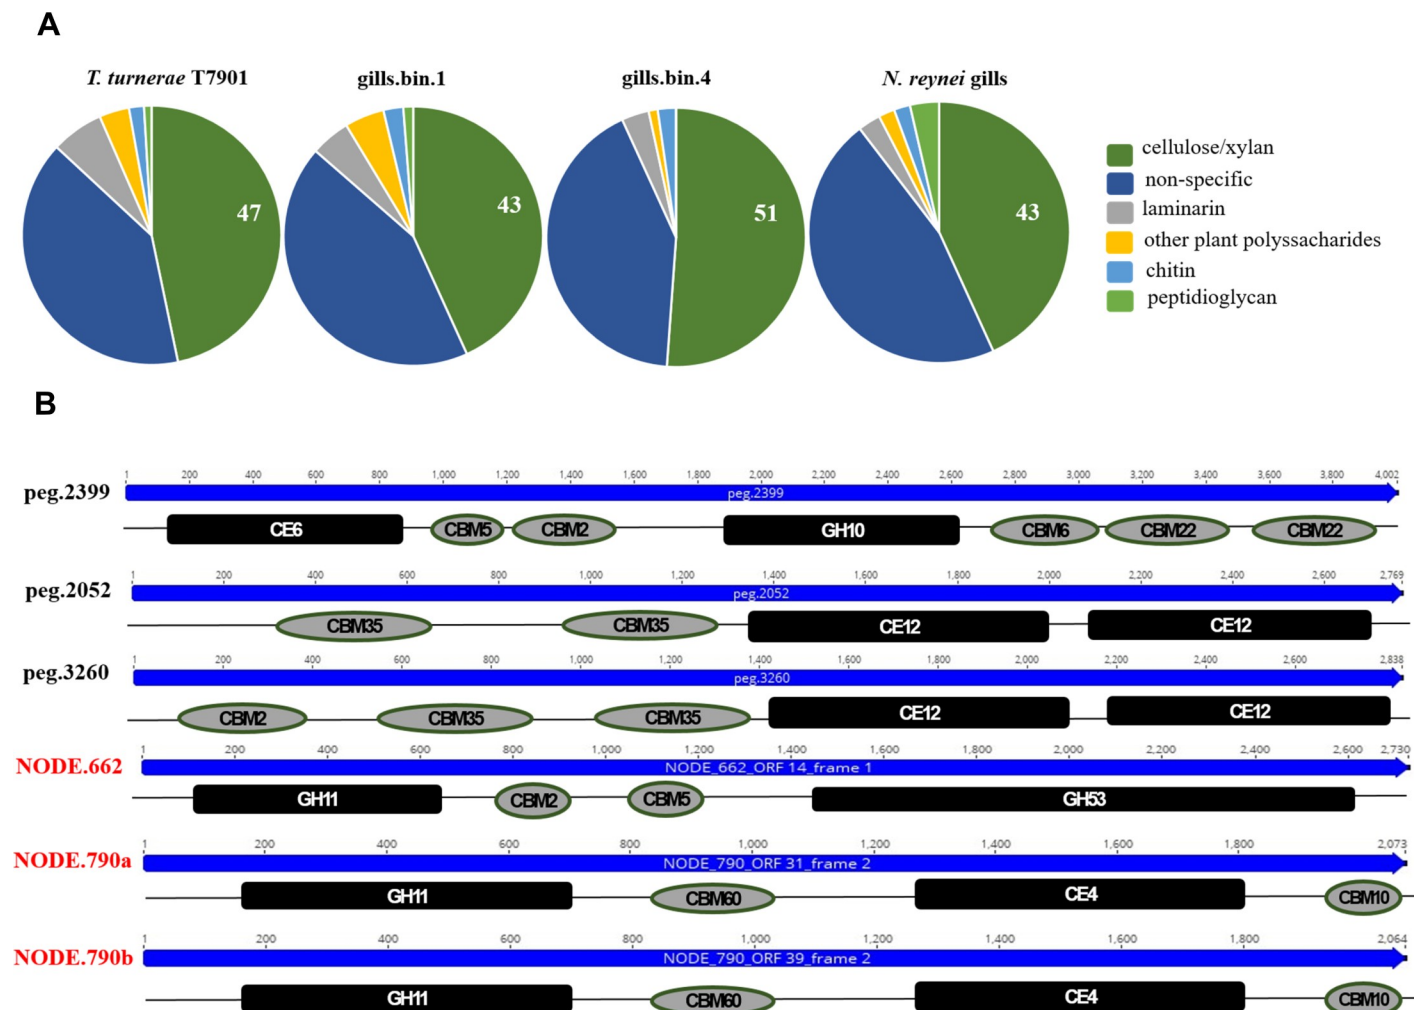 A
T. turnerae T7901 gills.bin.1 gills.bin.4 N. reynei gills
47 43 51 43
cellulose/xylan
non-specific
laminarin
other plant polyssacharides
chitin
peptidioglycan
B
1 200 400 600 800 1,000 1,200 1,400 1,600 1,800 2,000 2,200 2,400 2,600 2,800 3,000 3,200 3,400 3,600 3,800 4,002
peg.2399 peg.2399
CE6 CBM5 CBM2 GH10 CBM6 CBM22 CBM22
1 200 400 600 800 1,000 1,200 1,400 1,600 1,800 2,000 2,200 2,400 2,600 2,769
peg.2052 peg.2052
CBM35 CBM35 CE12 CE12
1 200 400 600 800 1,000 1,200 1,400 1,600 1,800 2,000 2,200 2,400 2,600 2,838
peg.3260 peg.3260
CBM2 CBM35 CBM35 CE12 CE12
1 200 400 600 800 1,000 1,200 1,400 1,600 1,800 2,000 2,200 2,400 2,600 2,730
NODE.662 NODE_662_ORF 14_frame 1
GH11 CBM2 CBM5 GH53
1 200 400 600 800 1,000 1,200 1,400 1,600 1,800 2,073
NODE.790a NODE_790_ORF 31_frame 2
GH11 CBM60 CE4 CBM10
1 200 400 600 800 1,000 1,200 1,400 1,600 1,800 2,064
NODE.790b NODE_790_ORF 39_frame 2
GH11 CBM60 CE4 CBM10